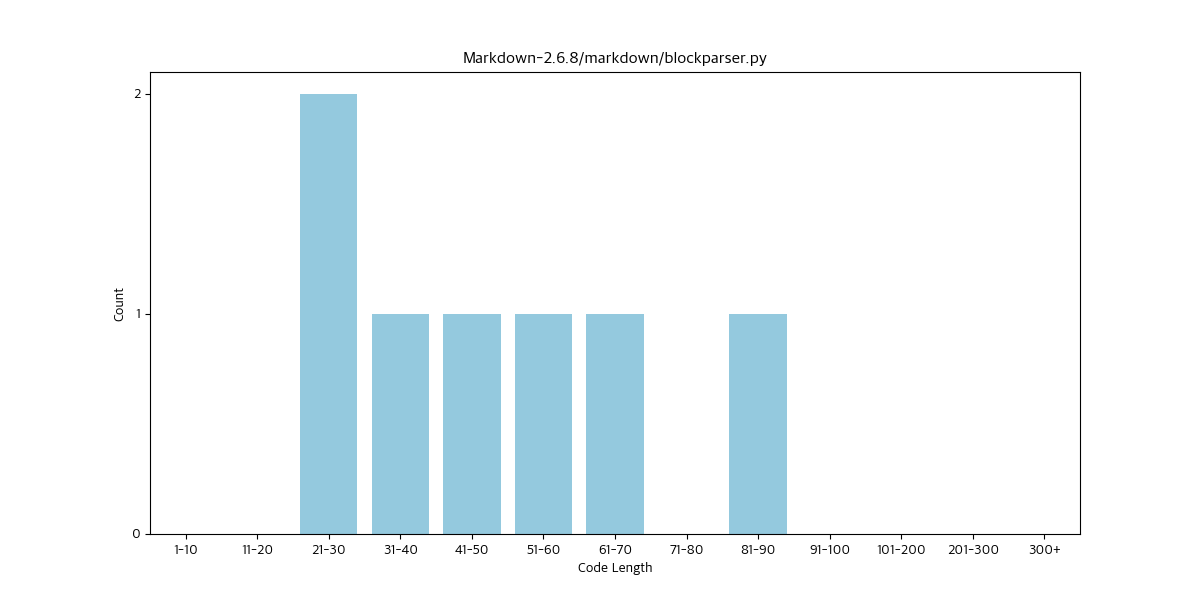 Markdown-2.6.8/markdown/blockparser.py
2
1
0
Count
1-10 11-20 21-30 31-40 41-50 51-60 61-70 71-80 81-90 91-100 101-200 201-300 300+
Code Length